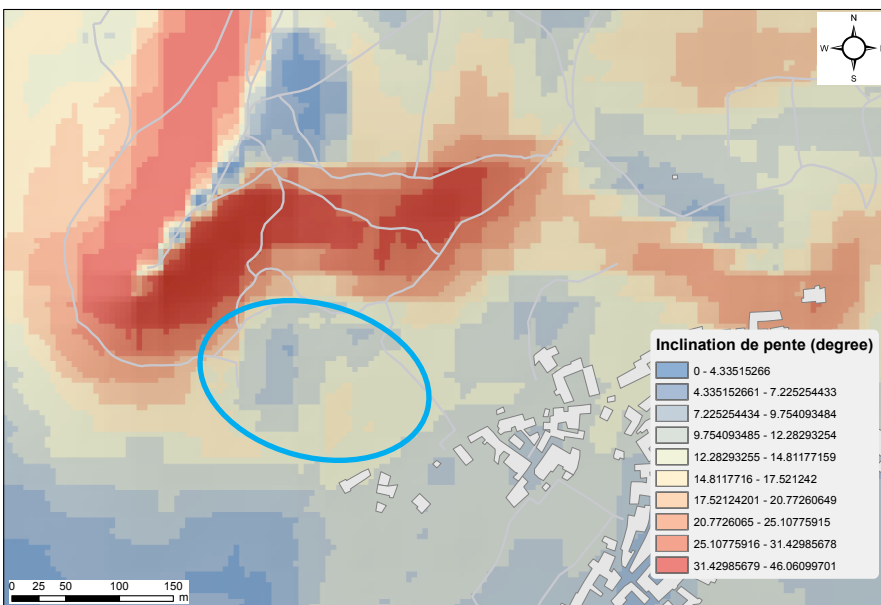 N
W
S
Inclination de pente (degree)
0 - 4.33515266
4.335152661 - 7.225254433
7.225254434 - 9.754093484
9.754093485 - 12.28293254
12.28293255 - 14.81177159
14.8117716 - 17.521242
17.52124201 - 20.77260649
20.7726065 - 25.10775915
25.10775916 - 31.42985678
31.42985679 - 46.06099701
0 25 50 100 150
m